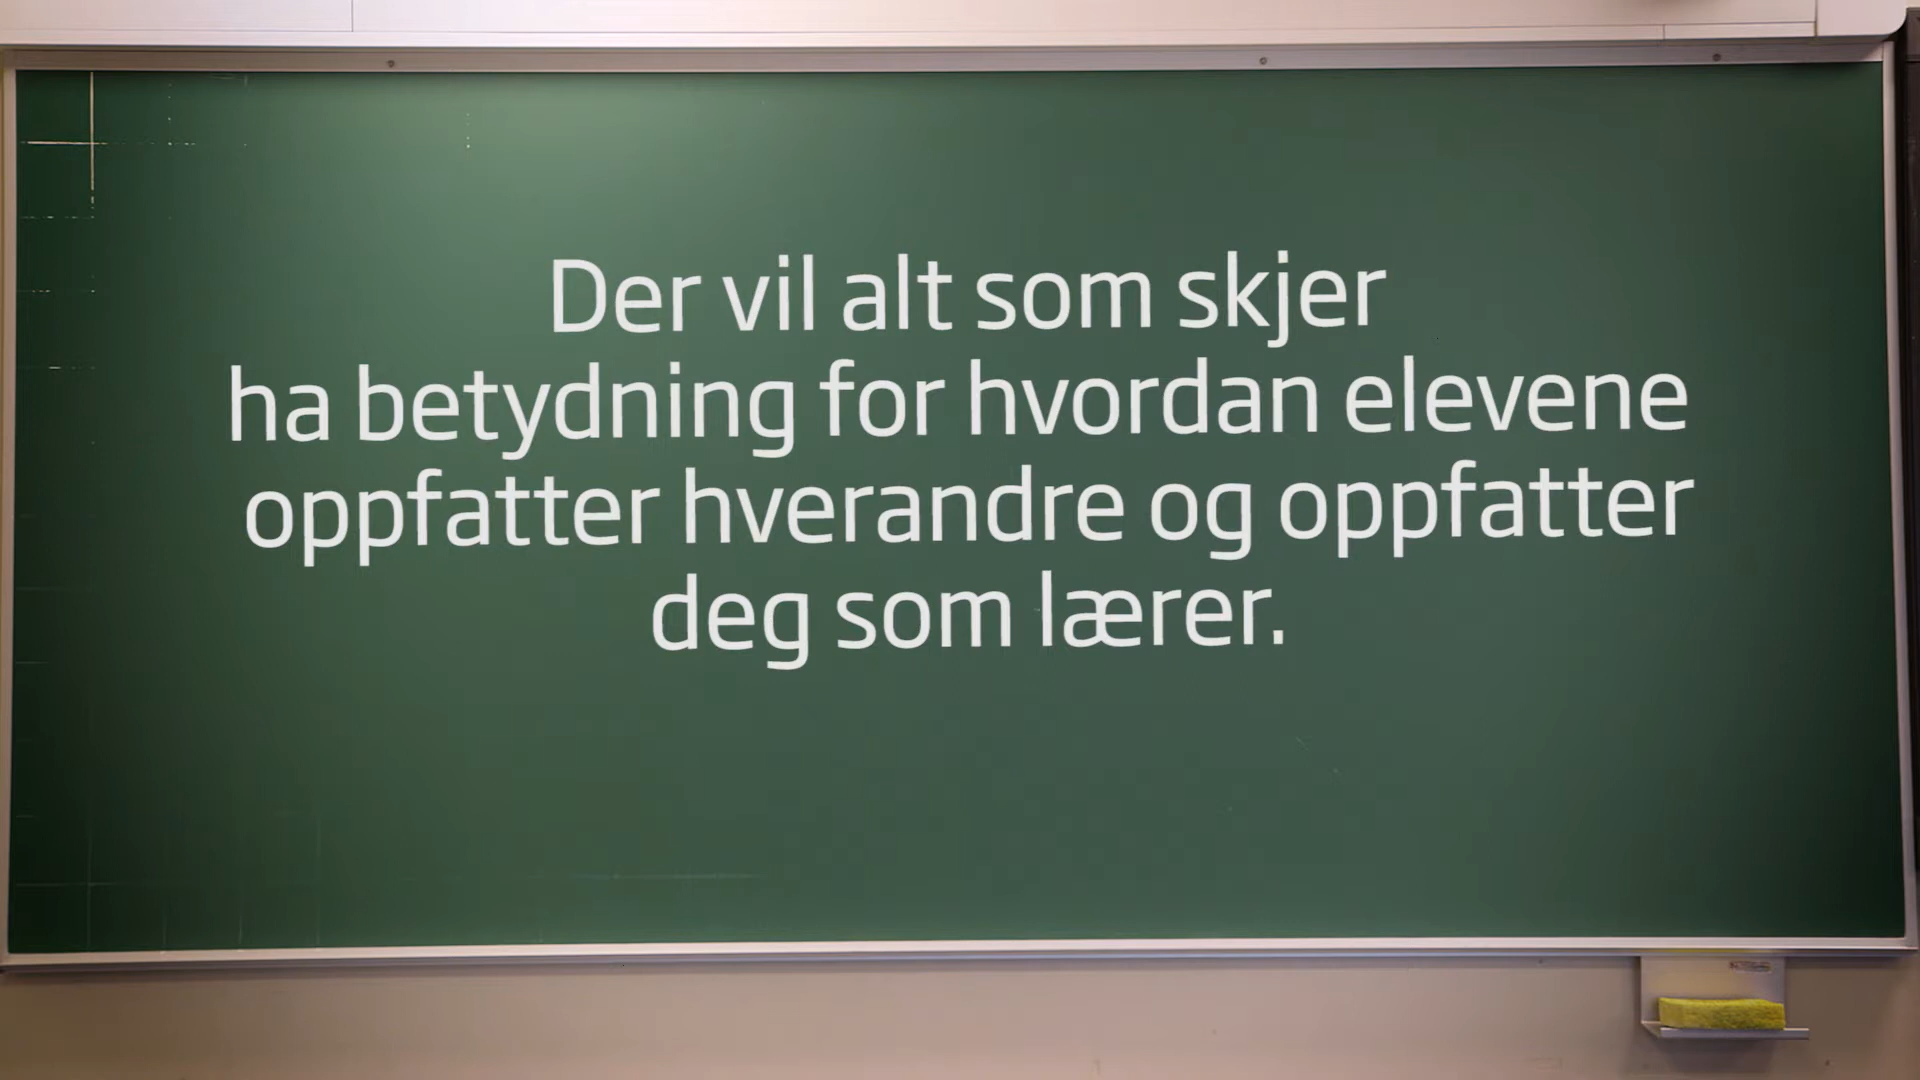 Der vil alt som skjer
ha betydning for hvordan elevene
oppfatter hverandre og oppfatter
deg som lærer.